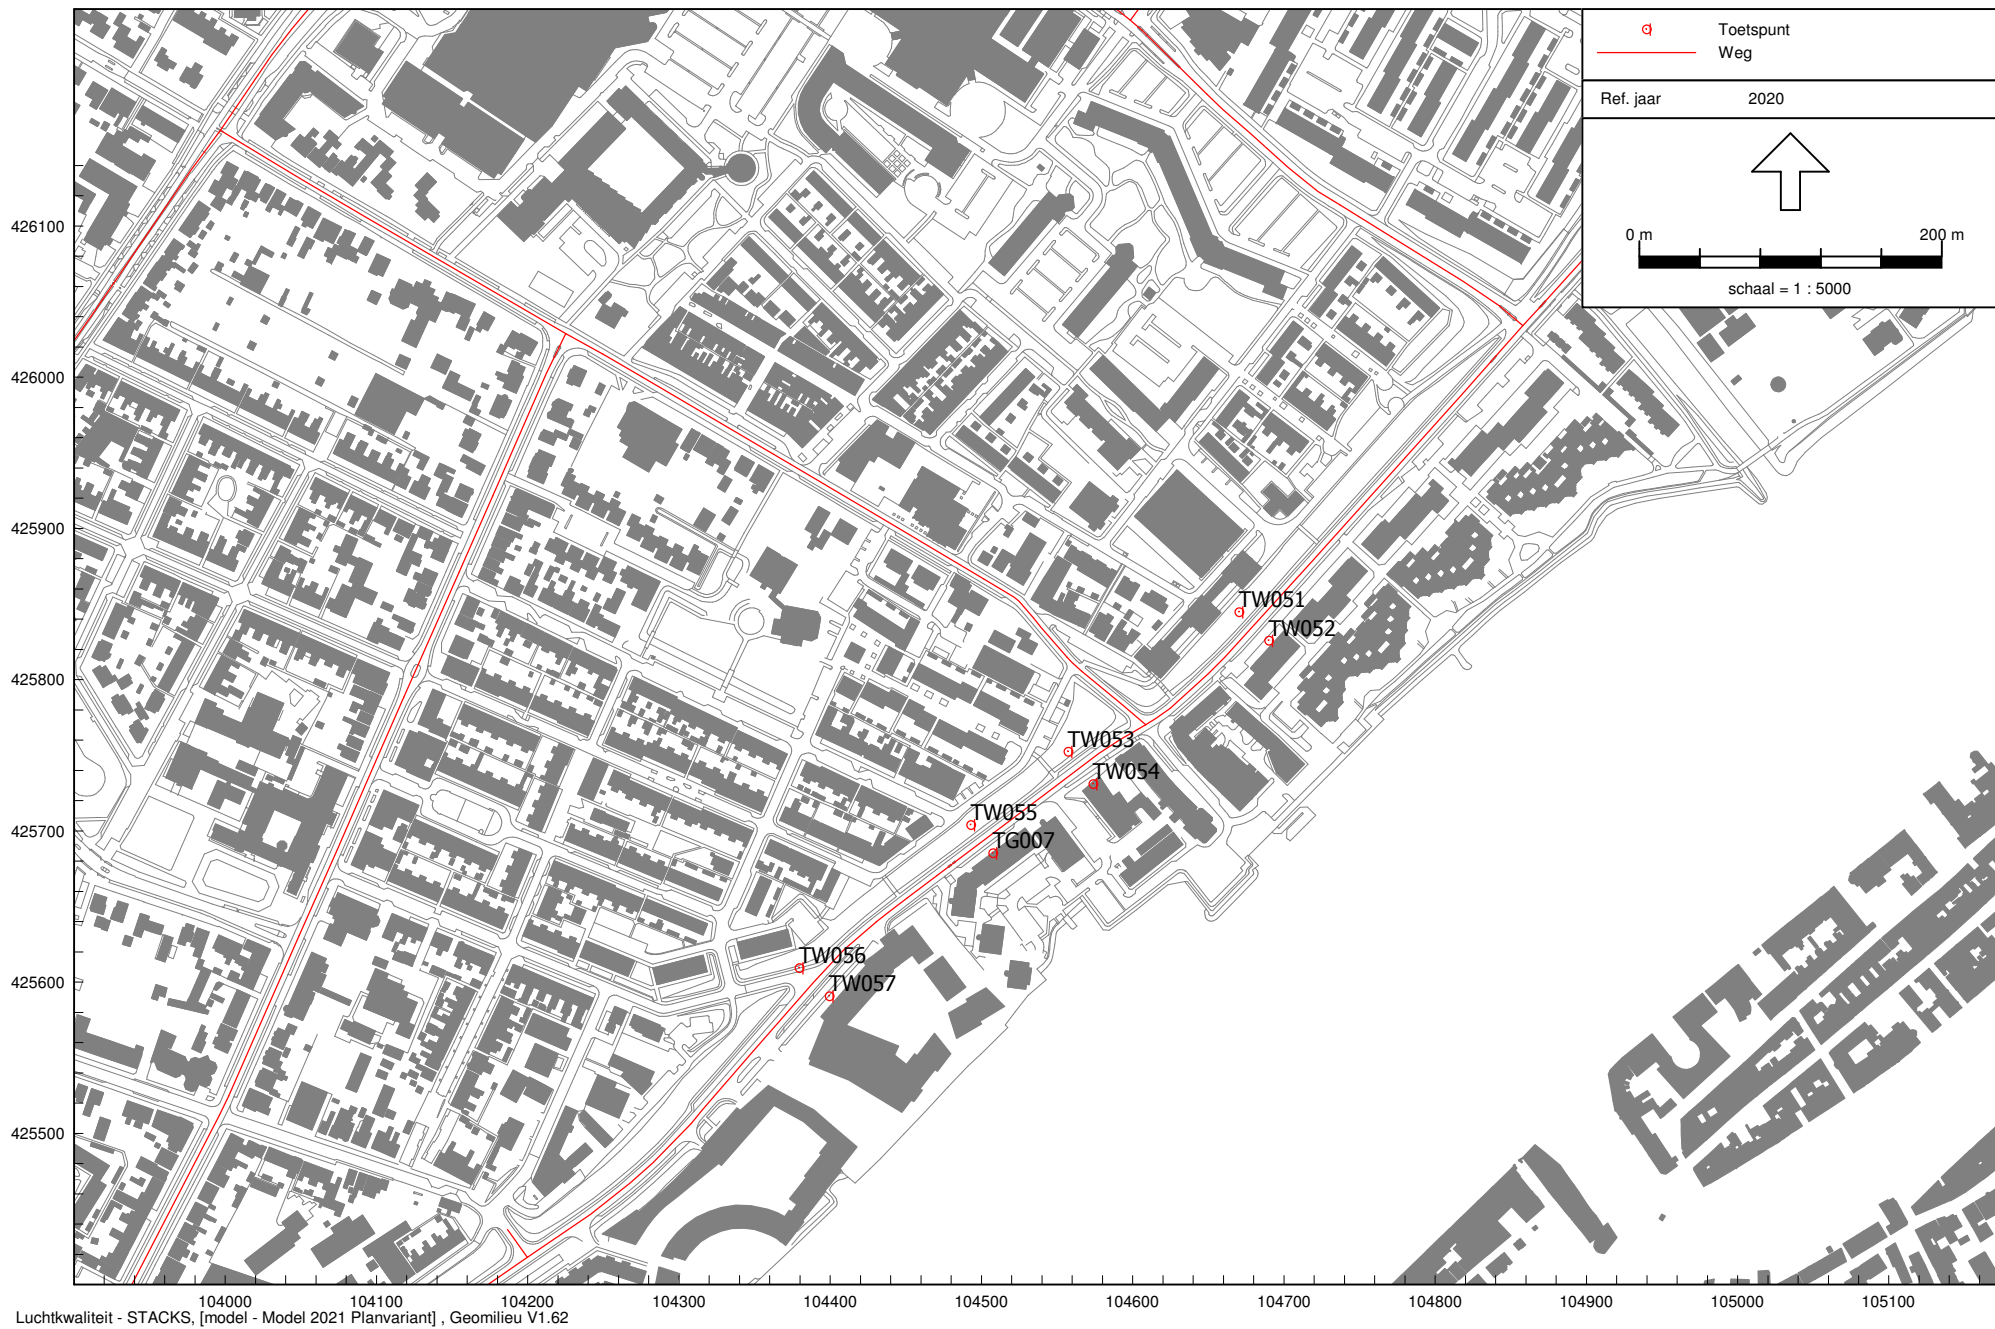 Toetspunt
Weg
Ref. jaar 2020
0 m 200 m
schaal = 1 : 5000
426100
426000
425900
425800
425700
425600
425500
TW051
TW052
TW053
TW054
TW055
TG007
TW056
TW057
104000 104100 104200 104300 104400 104500 104600 104700 104800 104900 105000 105100
Luchtkwaliteit - STACKS, [model - Model 2021 Planvariant] , Geomilieu V1.62